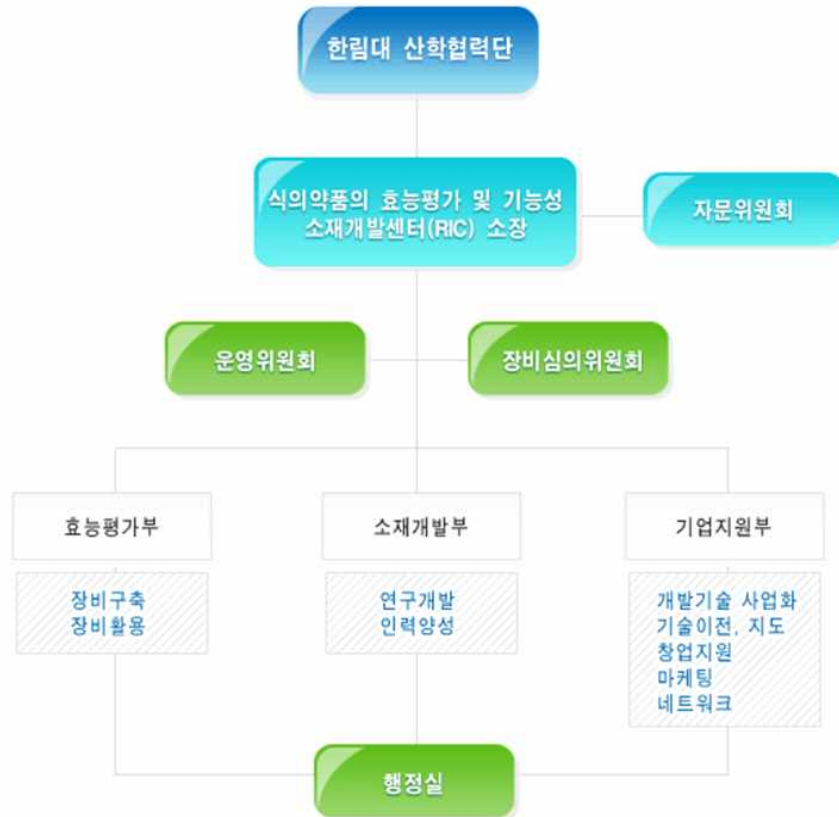 한림대 산학협력단
식의약품의 효능평가 및 기능성
소재개발센터(RIC) 소장
자문위원회
운영위원회
장비심의위원회
효능평가부
소재개발부
기업지원부
장비구축
장비활용
연구개발
인력양성
개발기술 사업화
기술이전, 지도
창업지원
마케팅
네트워크
행정실